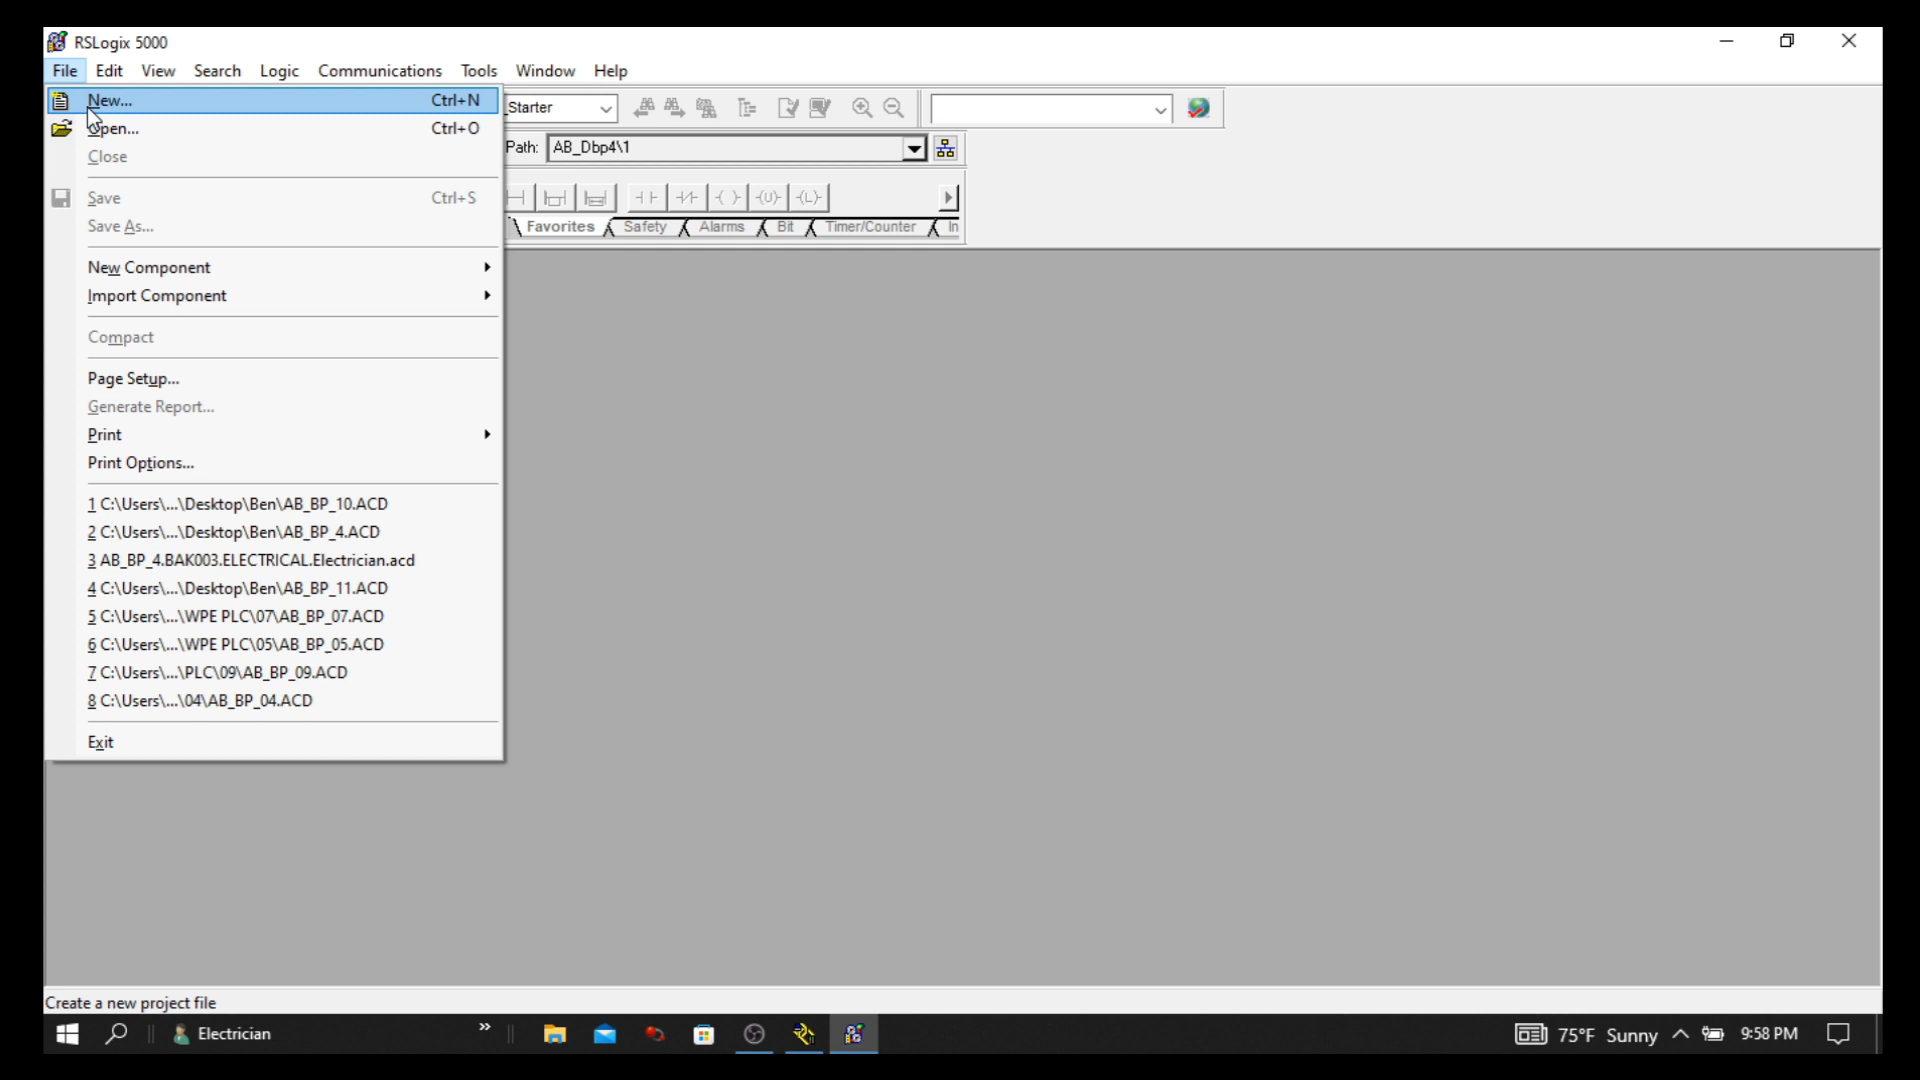 RSLogix 5000
File Edit View Search Logic Communications Tools Window Help
New... Ctrl+N
Open... Ctrl+O
Close
Save Ctrl+S
Save As...
New Component
Import Component
Compact
Page Setup...
Generate Report...
Print
Print Options...
1 C:\Users\...\Desktop\Ben\AB_BP_10.ACD
2 C:\Users\...\Desktop\Ben\AB_BP_4.ACD
3 AB_BP_4.BAK003.ELECTRICAL.Electrician.acd
4 C:\Users\...\Desktop\Ben\AB_BP_11.ACD
5 C:\Users\...\WPE PLC\07\AB_BP_07.ACD
6 C:\Users\...\WPE PLC\05\AB_BP_05.ACD
7 C:\Users\...\PLC\09\AB_BP_09.ACD
8 C:\Users\...\04\AB_BP_04.ACD
Exit
_Starter
Path: AB_Dbp4\1
Favorites Safety Alarms Bit Timer/Counter In
Create a new project file
Electrician
75°F Sunny 9:58 PM